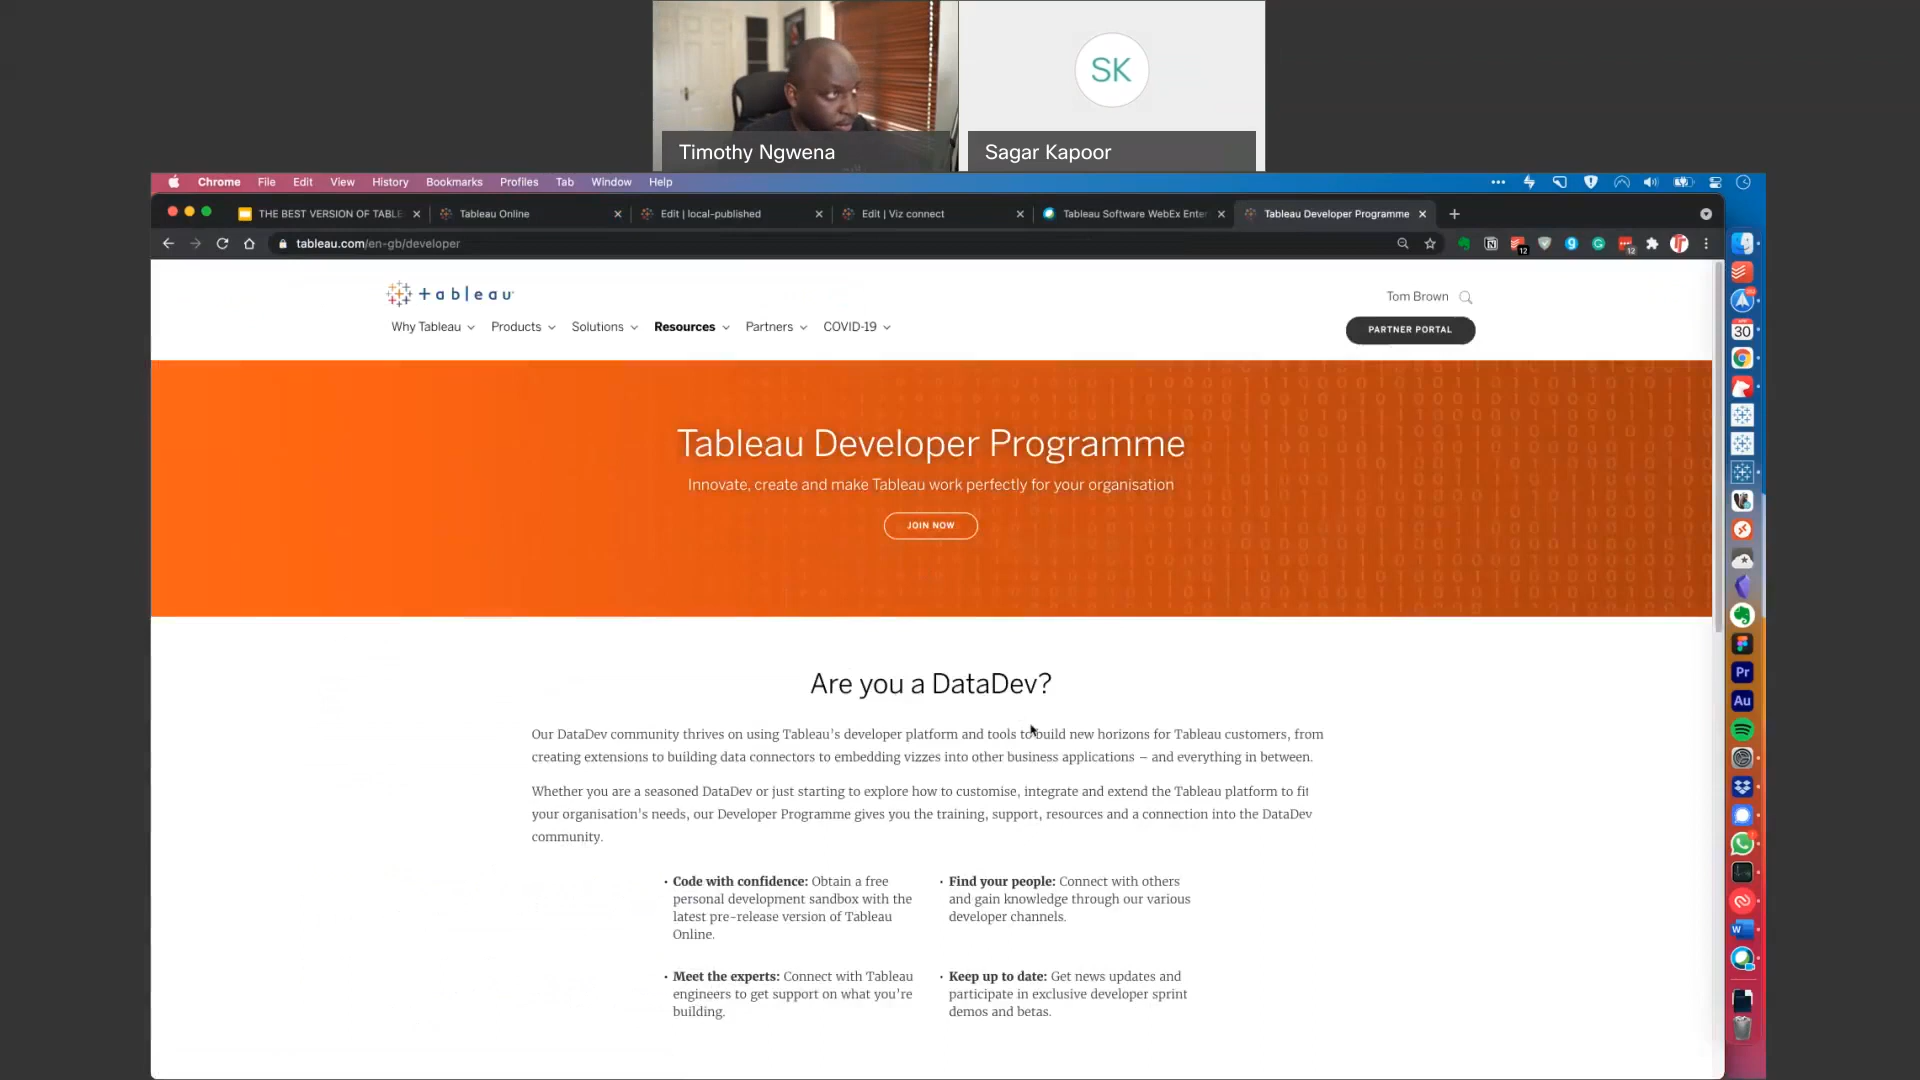 SK
Timothy Ngwena
Sagar Kapoor
Chrome File Edit View History Bookmarks Profiles Tab Window Help
THE BEST VERSION OF TABLE
Tableau Online
Edit | local-published
Edit | Viz connect
Tableau Software WebEx Enter
Tableau Developer Programme
tableau.com/en-gb/developer
12
12
tableau
Tom Brown
Why Tableau Products Solutions Resources Partners COVID-19
PARTNER PORTAL
30
Tableau Developer Programme
Innovate, create and make Tableau work perfectly for your organisation
JOIN NOW
Are you a DataDev?
Our DataDev community thrives on using Tableau's developer platform and tools to build new horizons for Tableau customers, from
creating extensions to building data connectors to embedding vizzes into other business applications – and everything in between.
Whether you are a seasoned DataDev or just starting to explore how to customise, integrate and extend the Tableau platform to fit
your organisation's needs, our Developer Programme gives you the training, support, resources and a connection into the DataDev
community.
• Code with confidence: Obtain a free
personal development sandbox with the
latest pre-release version of Tableau
Online.
• Find your people: Connect with others
and gain knowledge through our various
developer channels.
• Meet the experts: Connect with Tableau
engineers to get support on what you're
building.
• Keep up to date: Get news updates and
participate in exclusive developer sprint
demos and betas.
Pr
Au
W